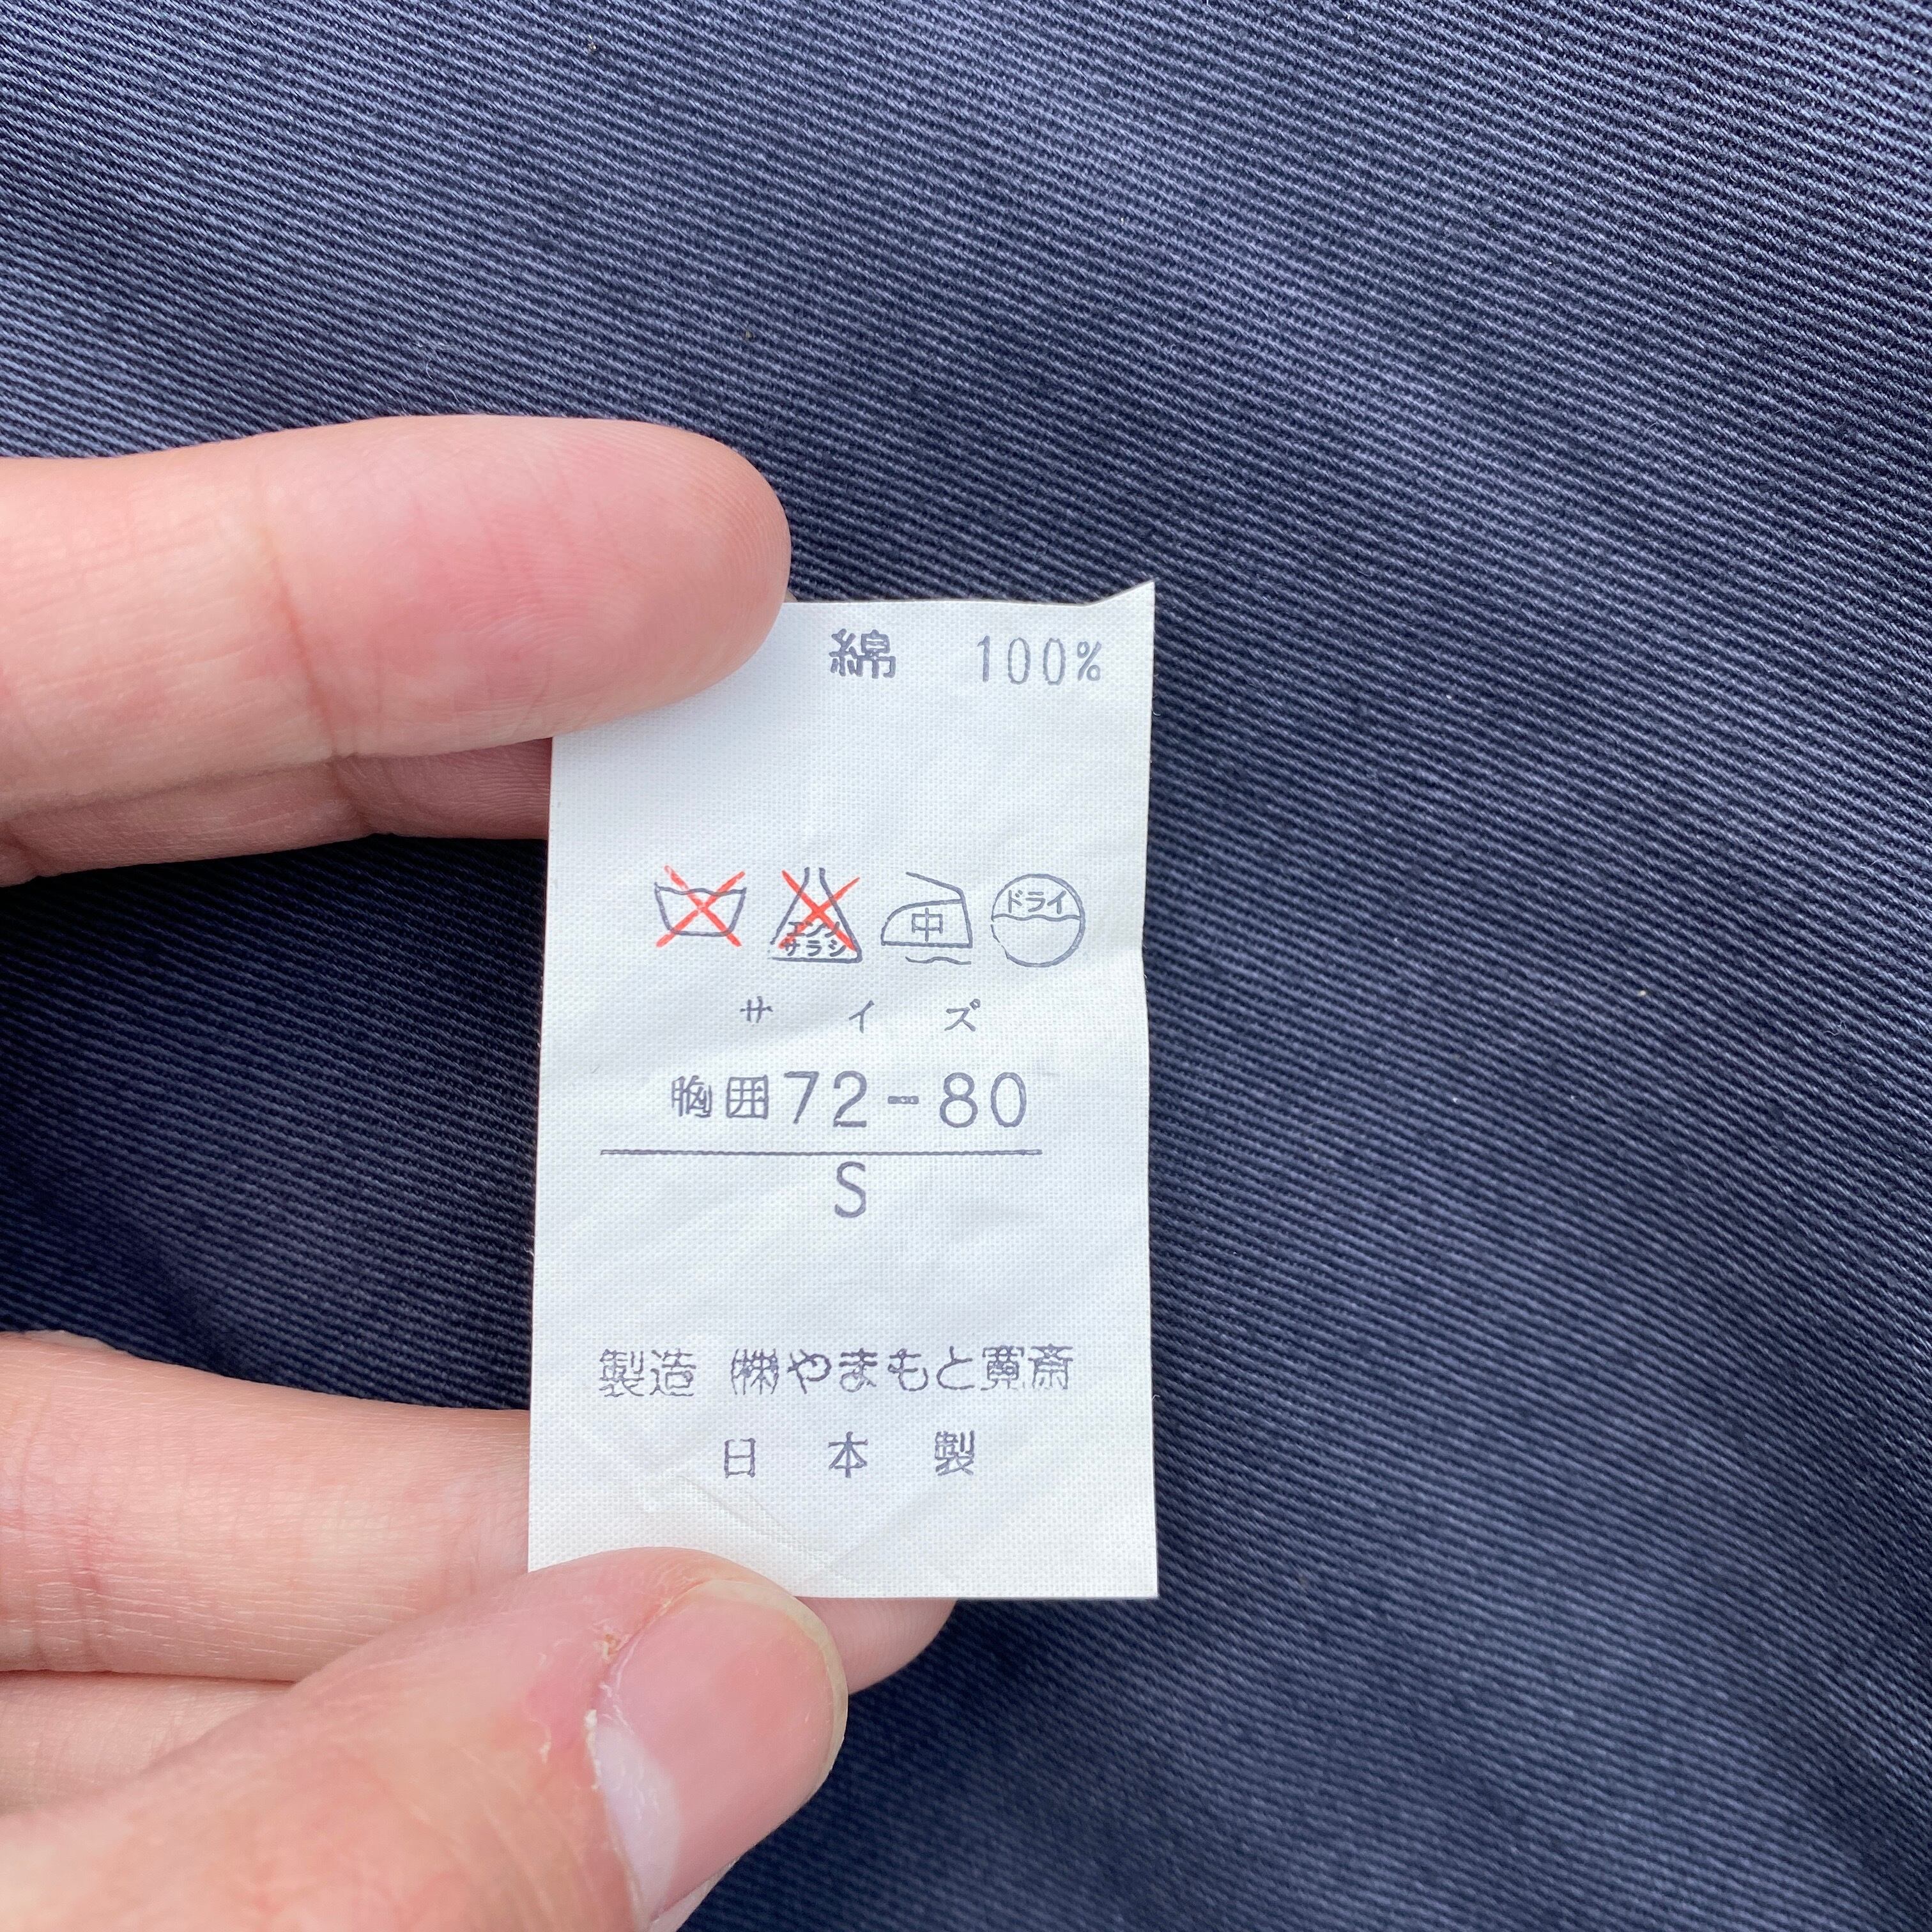 綿 100%
エンソ サラシ 中 ドライ
サイズ
胸囲72-80
S
製造 ㈱やまもと寛斎
日本製